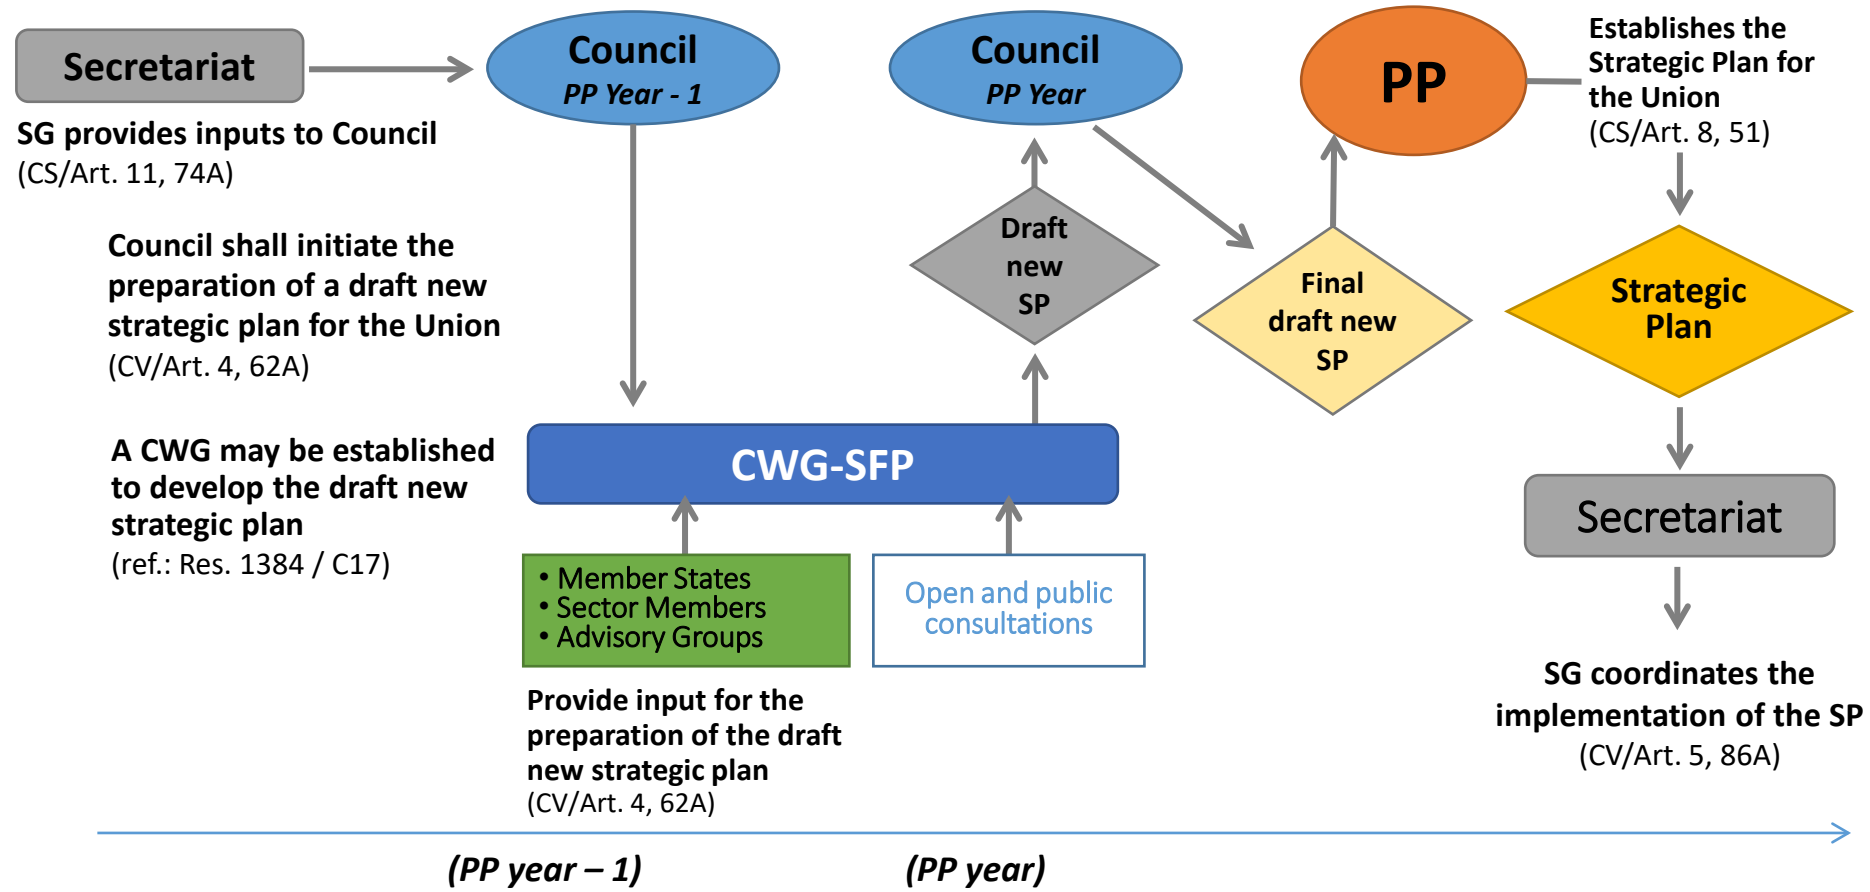 Secretariat
SG provides inputs to Council
(CS/Art. 11, 74A)
Council
PP Year - 1
Council
PP Year
PP
Establishes the
Strategic Plan for
the Union
(CS/Art. 8, 51)
Council shall initiate the
preparation of a draft new
strategic plan for the Union
(CV/Art. 4, 62A)
Draft
new
SP
Final
draft new
SP
Strategic
Plan
A CWG may be established
to develop the draft new
strategic plan
(ref.: Res. 1384 / C17)
CWG-SFP
Secretariat
• Member States
• Sector Members
• Advisory Groups
Open and public
consultations
Provide input for the
preparation of the draft
new strategic plan
(CV/Art. 4, 62A)
SG coordinates the
implementation of the SP
(CV/Art. 5, 86A)
(PP year – 1)
(PP year)